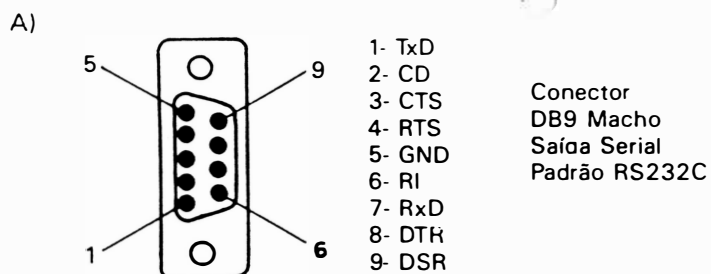 A)
5
9
1
6
1- TxD
2- CD
3- CTS
4- RTS
5- GND
6- RI
7- RxD
8- DTR
9- DSR
Conector
DB9 Macho
Saída Serial
Padrão RS232C